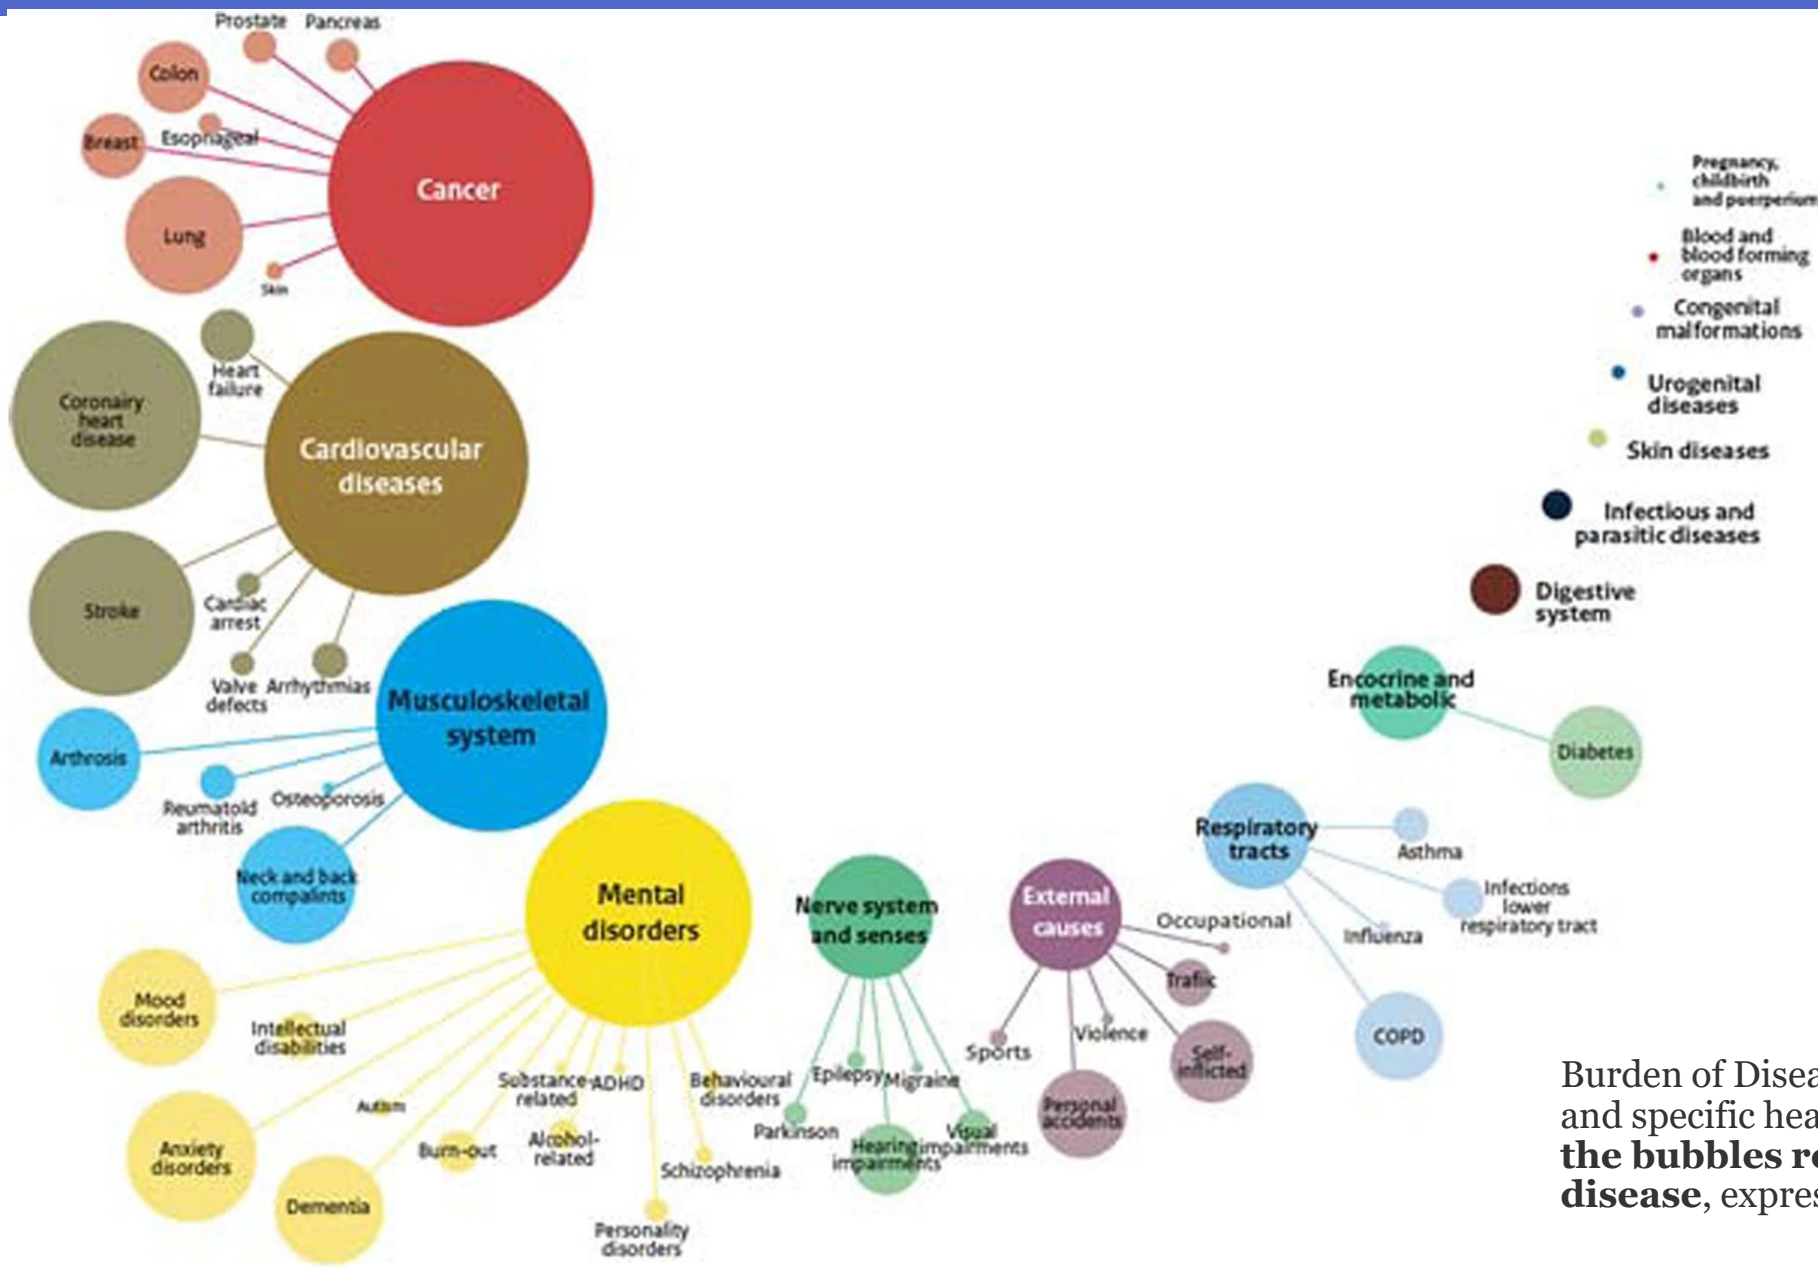 Prostate
Pancreas
Colon
Esophageal
Breast
Cancer
Lung
Skin
Heart
failure
Coronairy
heart
disease
Cardiovascular
diseases
Stroke
Cardiac
arrest
Valve
defects
Arrhythmias
Musculoskeletal
system
Arthrosis
Reumatoid
arthritis
Osteoporosis
Neck and back
compalints
Mental
disorders
Mood
disorders
Intellectual
disabilities
Anxiety
disorders
Autism
Dementia
Burn-out
Substance-
related
Alcohol-
related
ADHD
Personality
disorders
Schizophrenia
Behavioural
disorders
Nerve system
and senses
Parkinson
Epilepsy
Hearing
impairments
Migraine
Visual
impairments
External
causes
Occupational
Trafik
Sports
Violence
Self-
inflicted
Personal
accidents
Respiratory
tracts
Asthma
Infections
lower
respiratory tract
Influenza
COPD
Encocrine and
metabolic
Diabetes
Digestive
system
Infectious and
parasitic diseases
Skin diseases
Urogenital
diseases
Congenital
malformations
Blood and
blood forming
organs
Pregnancy,
childbirth
and puerperium
Burden of Disea
and specific hea
the bubbles re
disease, expres